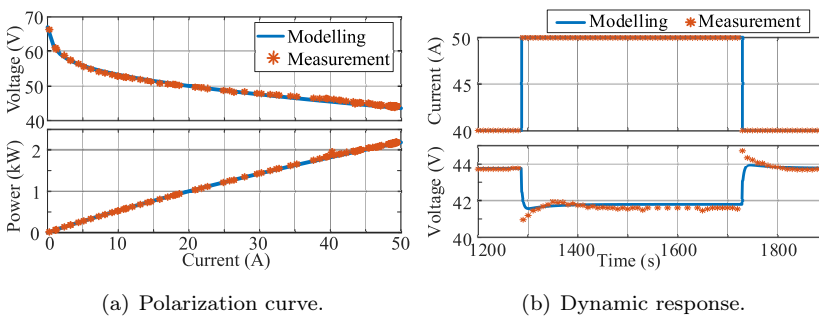 Modelling
Measurement
Voltage (V)
70
60
50
40
Power (kW)
2
1
0
0
10
20
30
40
50
Current (A)
(a) Polarization curve.
Modelling
Measurement
Current (A)
50
45
40
Voltage (V)
44
42
40
1200
1400
1600
1800
Time (s)
(b) Dynamic response.